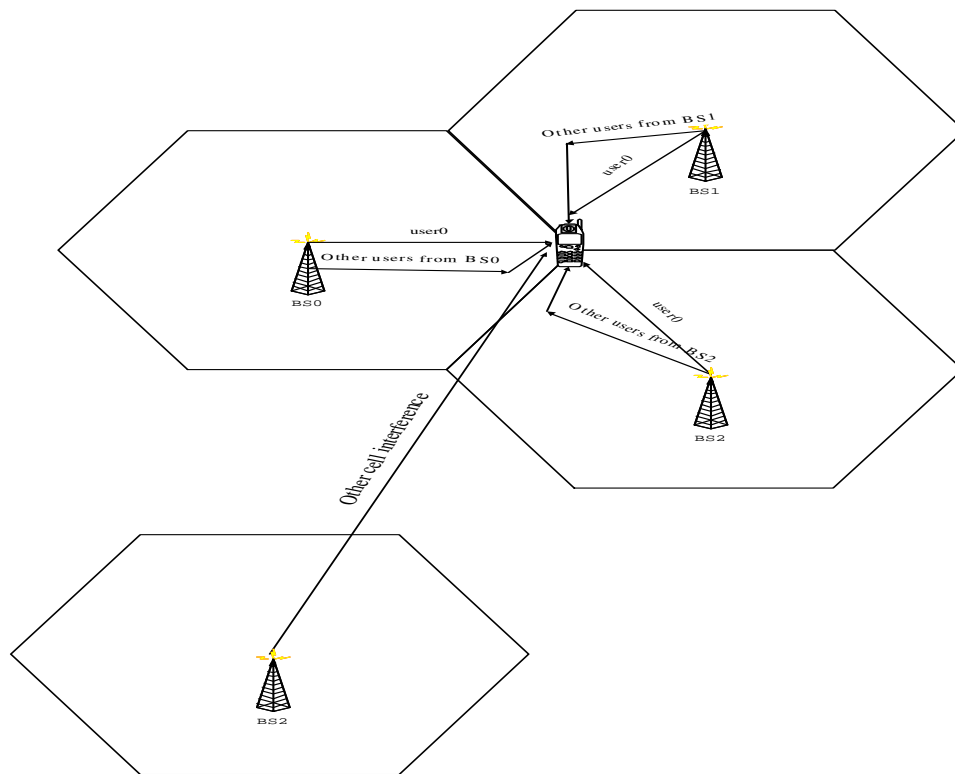 Other users from BS1
user0
BS1
user0
Other users from BS0
BS0
user0
Other users from BS2
BS2
Other cell interference
BS2